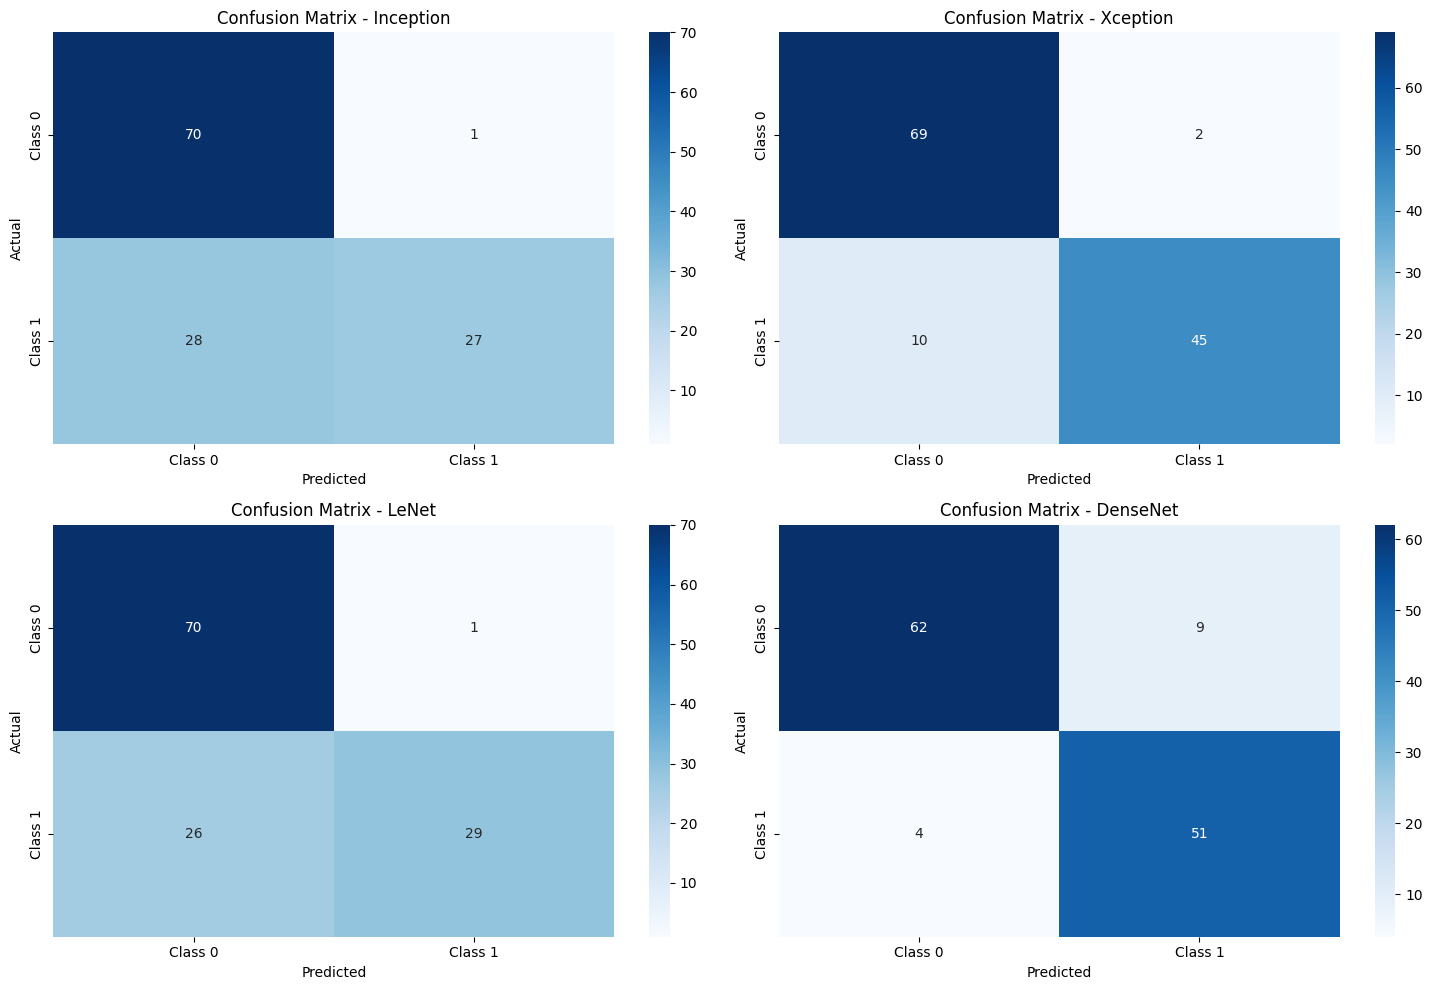 Confusion Matrix - Inception
Actual
Class 0
Class 1
70
1
28
27
Class 0
Class 1
Predicted
70
60
50
40
30
20
10
Confusion Matrix - Xception
Actual
Class 0
Class 1
69
2
10
45
Class 0
Class 1
Predicted
60
50
40
30
20
10
Confusion Matrix - LeNet
Actual
Class 0
Class 1
70
1
26
29
Class 0
Class 1
Predicted
70
60
50
40
30
20
10
Confusion Matrix - DenseNet
Actual
Class 0
Class 1
62
9
4
51
Class 0
Class 1
Predicted
60
50
40
30
20
10